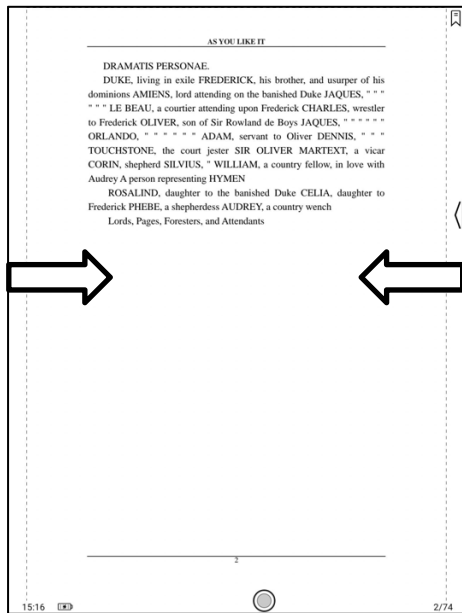 AS YOU LIKE IT
DRAMATIS PERSONAE.
DUKE, living in exile FREDERICK, his brother, and usurper of his
dominions AMIENS, lord attending on the banished Duke JAQUES, " " "
" " " LE BEAU, a courtier attending upon Frederick CHARLES, wrestler
to Frederick OLIVER, son of Sir Rowland de Boys JAQUES, " " " " " "
ORLANDO, " " " " " " ADAM, servant to Oliver DENNIS, " " "
TOUCHSTONE, the court jester SIR OLIVER MARTEXT, a vicar
CORIN, shepherd SILVIUS, " WILLIAM, a country fellow, in love with
Audrey A person representing HYMEN
ROSALIND, daughter to the banished Duke CELIA, daughter to
Frederick PHEBE, a shepherdess AUDREY, a country wench
Lords, Pages, Foresters, and Attendants
2
15:16
2/74